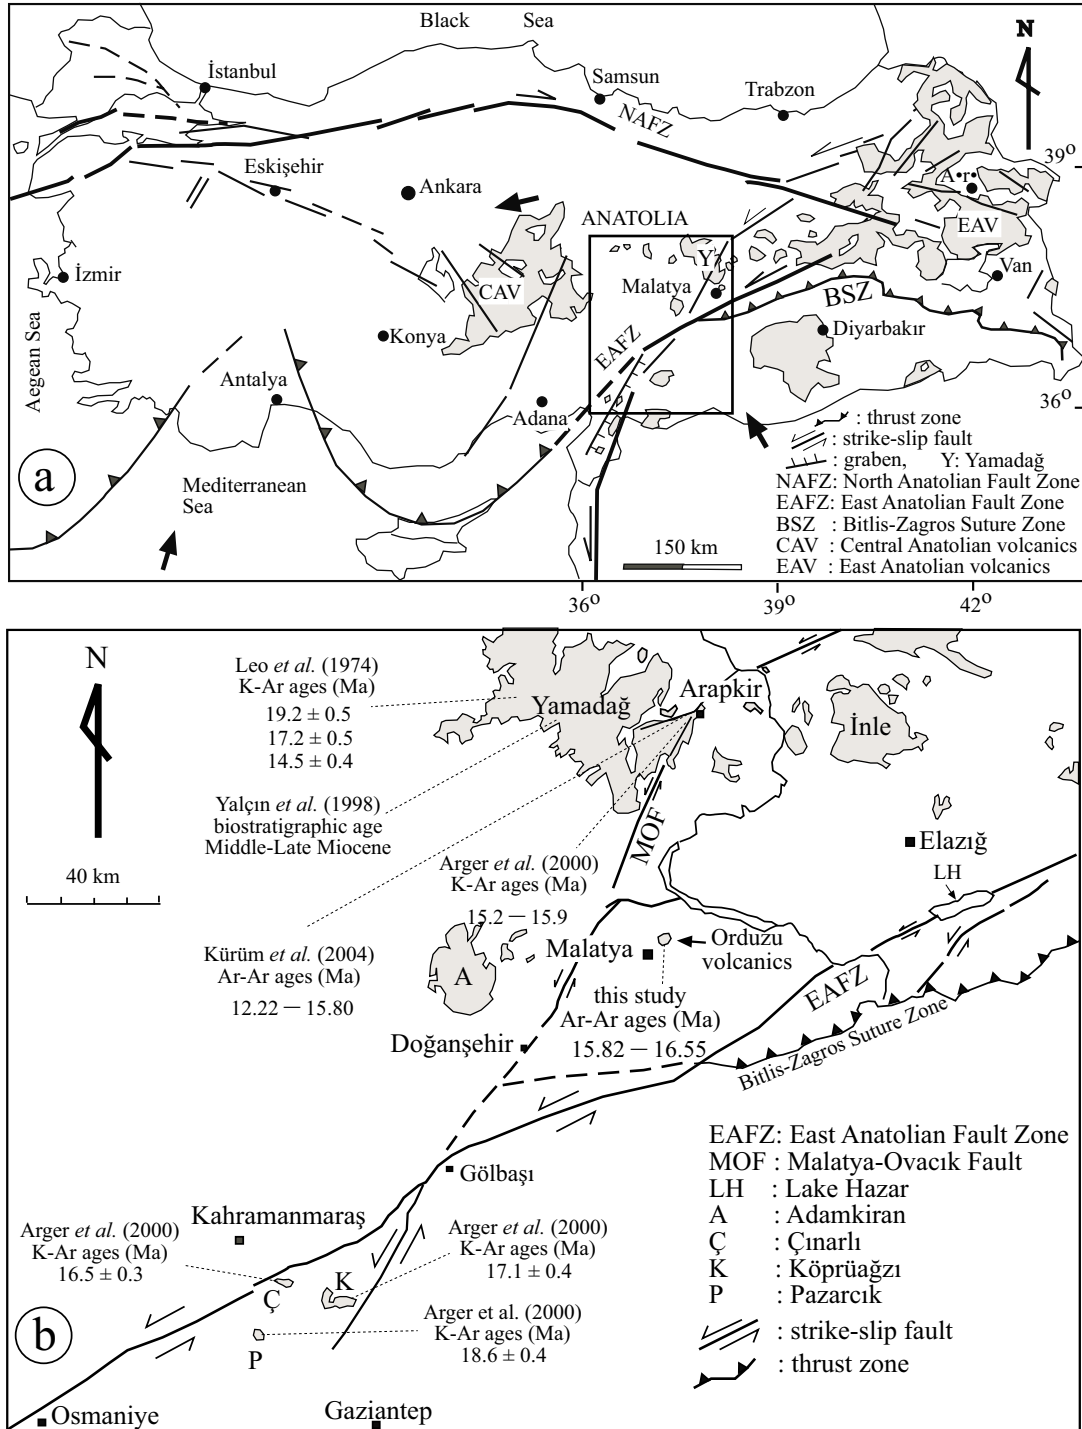 Black Sea
N
İstanbul
Samsun
Trabzon
NAFZ
39º
Eskişehir
Ankara
A•r•
ANATOLIA
EAV
Y
Van
İzmir
CAV
Malatya
BSZ
Aegean Sea
Konya
EAFZ
Diyarbakır
Antalya
Adana
36º
: thrust zone
: strike-slip fault
: graben, Y: Yamadağ
NAFZ: North Anatolian Fault Zone
EAFZ: East Anatolian Fault Zone
BSZ : Bitlis-Zagros Suture Zone
CAV : Central Anatolian volcanics
EAV : East Anatolian volcanics
a
Mediterranean
Sea
150 km
36º
39º
42º
N
Leo et al. (1974)
K-Ar ages (Ma)
19.2 ± 0.5
17.2 ± 0.5
14.5 ± 0.4
Yamadağ
Arapkir
İnle
Yalçın et al. (1998)
biostratigraphic age
Middle-Late Miocene
MOF
Elazığ
LH
40 km
Arger et al. (2000)
K-Ar ages (Ma)
15.2 – 15.9
Kürüm et al. (2004)
Ar-Ar ages (Ma)
12.22 – 15.80
A
Malatya
Orduzu
volcanics
EAFZ
this study
Ar-Ar ages (Ma)
15.82 – 16.55
Doğanşehir
Bitlis-Zagros Suture Zone
Gölbaşı
EAFZ: East Anatolian Fault Zone
MOF : Malatya-Ovacık Fault
LH : Lake Hazar
A : Adamkiran
Ç : Çınarlı
K : Köprüağzı
P : Pazarcık
: strike-slip fault
: thrust zone
Kahramanmaraş
Arger et al. (2000)
K-Ar ages (Ma)
16.5 ± 0.3
Ç
K
Arger et al. (2000)
K-Ar ages (Ma)
17.1 ± 0.4
P
Arger et al. (2000)
K-Ar ages (Ma)
18.6 ± 0.4
b
Osmaniye
Gaziantep